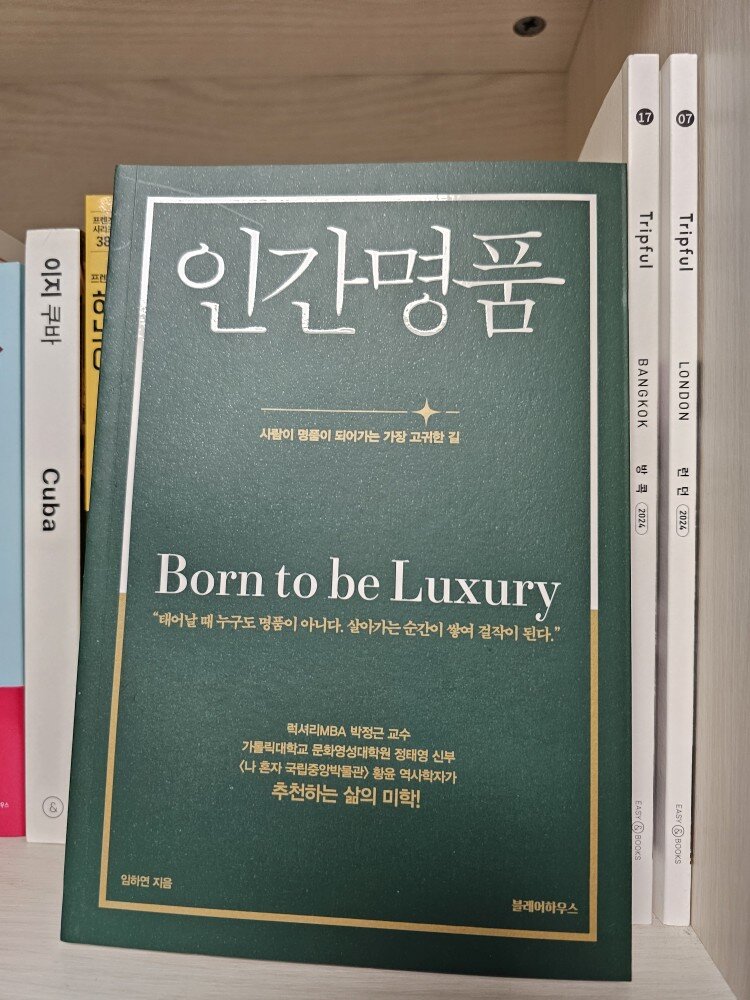 인간명품
사람이 명품이 되어가는 가장 고귀한 길
Born to be Luxury
“태어날 때 누구도 명품이 아니다. 살아가는 순간이 쌓여 걸작이 된다.”
럭셔리MBA 박정근 교수
가톨릭대학교 문화영성대학원 정태영 신부
〈나 혼자 국립중앙박물관〉 황윤 역사학자가
추천하는 삶의 미학!
임하연 지음
블레어하우스
이지 쿠바
Cuba
&
38
17
Tripful
BANGKOK
방콕
2024
EASY & BOOKS
07
Tripful
LONDON
런던
2024
EASY & BOOKS